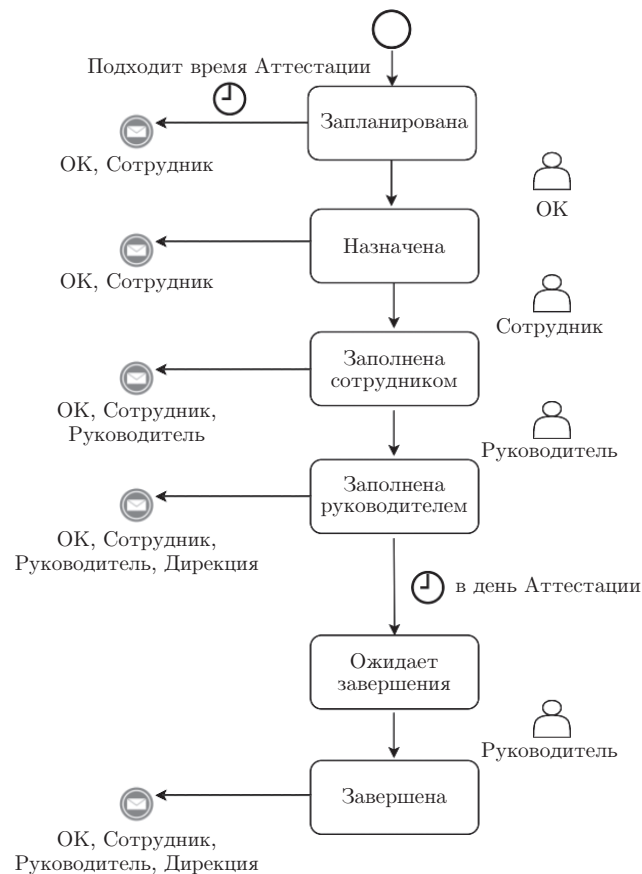 Подходит время Аттестации
Запланирована
ОК, Сотрудник
ОК
Назначена
ОК, Сотрудник
Сотрудник
Заполнена
сотрудником
ОК, Сотрудник,
Руководитель
Руководитель
Заполнена
руководителем
ОК, Сотрудник,
Руководитель, Дирекция
в день Аттестации
Ожидает
завершения
Руководитель
Завершена
ОК, Сотрудник,
Руководитель, Дирекция